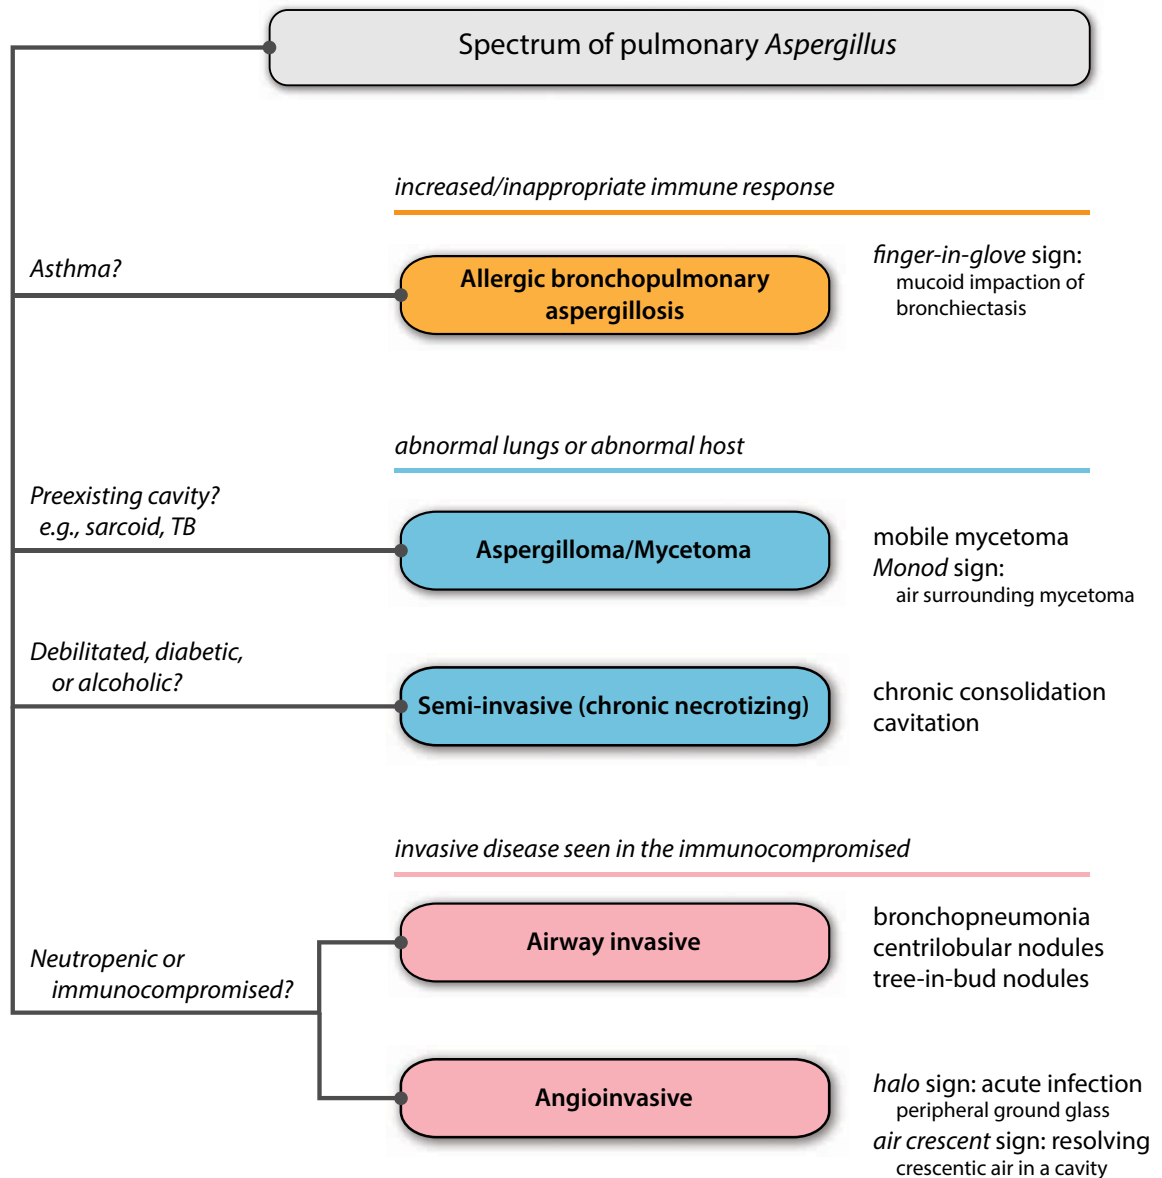 Spectrum of pulmonary Aspergillus
increased/inappropriate immune response
Asthma?
Allergic bronchopulmonary
aspergillosis
finger-in-glove sign:
mucoid impaction of
bronchiectasis
abnormal lungs or abnormal host
Preexisting cavity?
e.g., sarcoid, TB
Aspergilloma/Mycetoma
mobile mycetoma
Monod sign:
air surrounding mycetoma
Debilitated, diabetic,
or alcoholic?
Semi-invasive (chronic necrotizing)
chronic consolidation
cavitation
invasive disease seen in the immunocompromised
Neutropenic or
immunocompromised?
Airway invasive
bronchopneumonia
centrilobular nodules
tree-in-bud nodules
Angioinvasive
halo sign: acute infection
peripheral ground glass
air crescent sign: resolving
crescentic air in a cavity